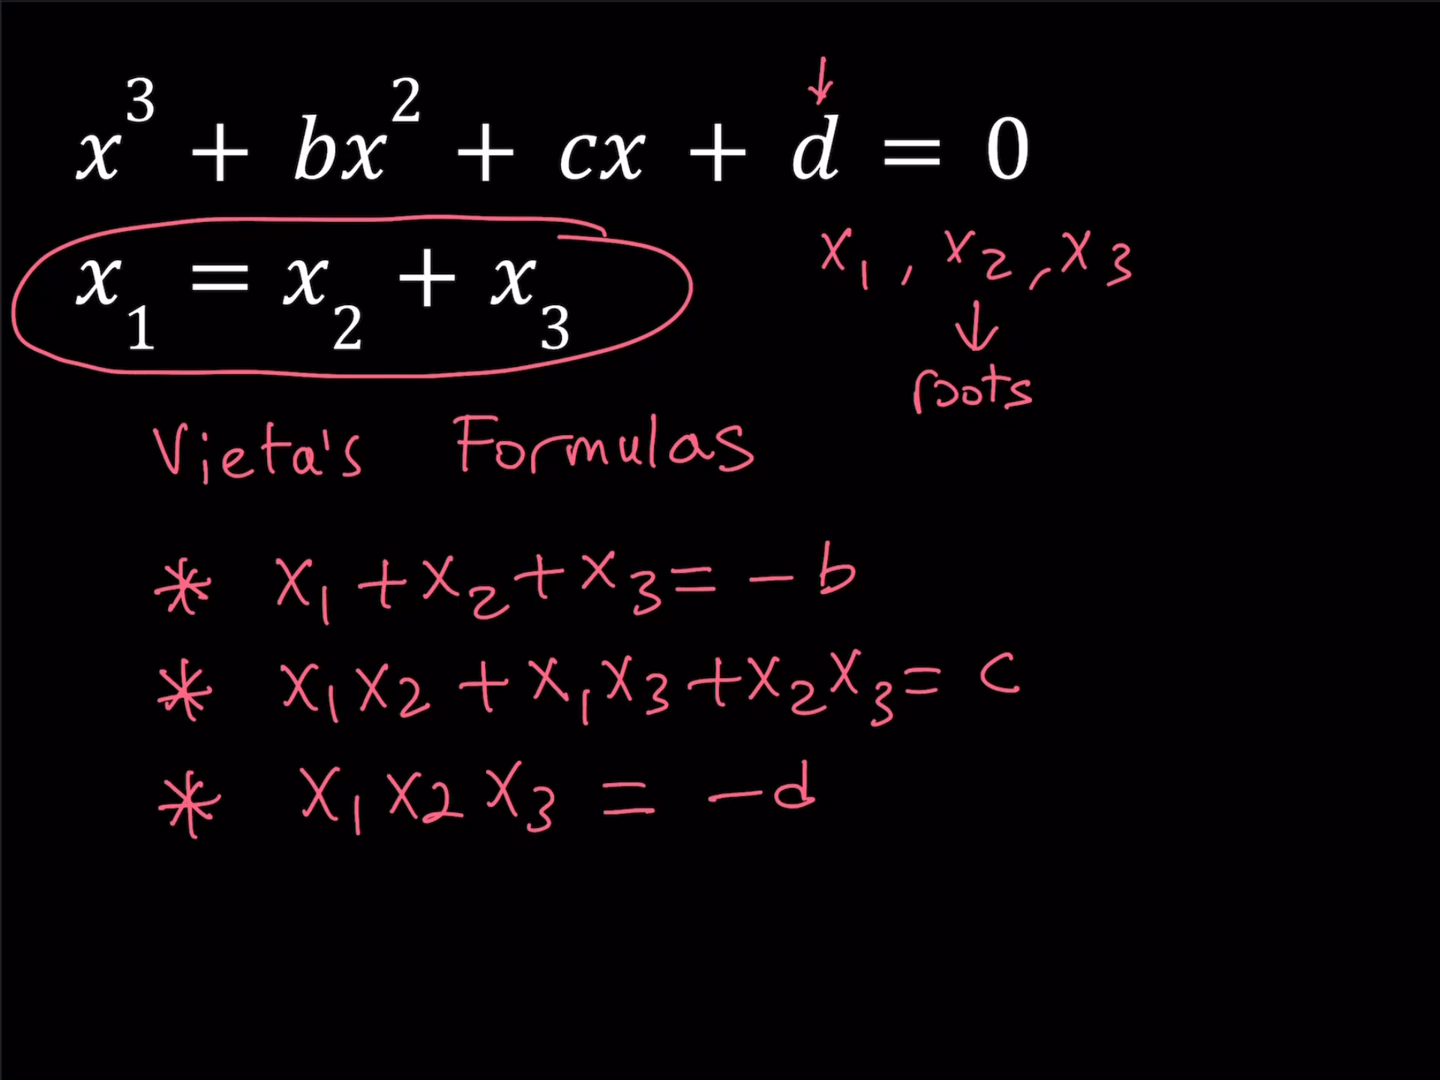 x³ + bx² + cx + d = 0
x₁ = x₂ + x₃
x₁, x₂, x₃
roots
Vieta's Formulas
* x₁ + x₂ + x₃ = -b
* x₁x₂ + x₁x₃ + x₂x₃ = c
* x₁x₂x₃ = -d